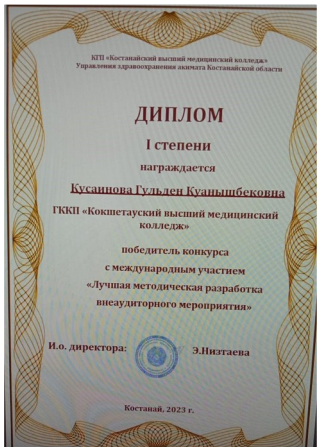 КГП «Костанайский высший медицинский колледж»
Управления здравоохранения акимата Костанайской области
ДИПЛОМ
I степени
награждается
Кусаинова Гульден Куанышбековна
ГККП «Кокшетауский высший медицинский
колледж»
победитель конкурса
с международным участием
«Лучшая методическая разработка
внеаудиторного мероприятия»
И.о. директора:
Э.Ниэтаева
Костанай, 2023 г.